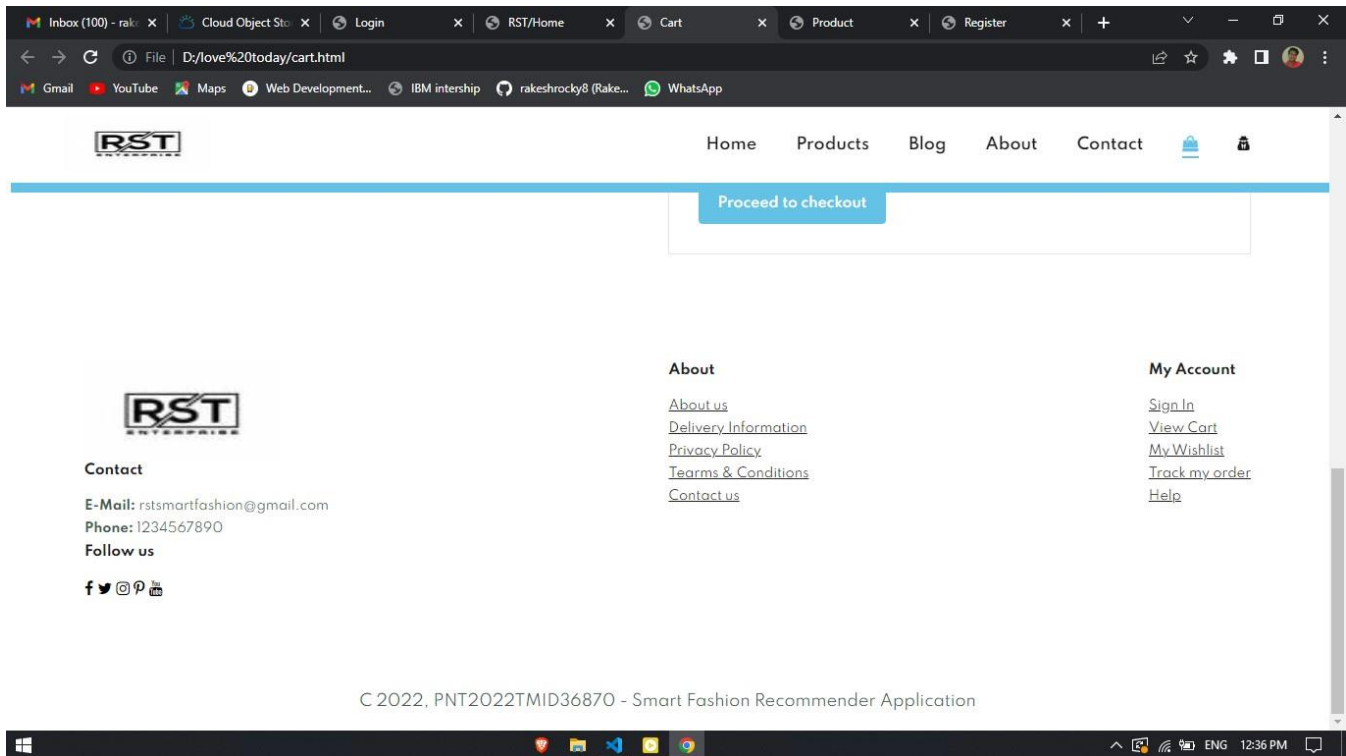 Inbox (100) - rak
Cloud Object Sto
Login
RST/Home
Cart
Product
Register
File
D:/love%20today/cart.html
Gmail
YouTube
Maps
Web Development...
IBM intership
rakeshrocky8 (Rake...
WhatsApp
RST
ENTERPRISE
Home
Products
Blog
About
Contact
Proceed to checkout
RST
ENTERPRISE
Contact
E-Mail: rstsmartfashion@gmail.com
Phone: 1234567890
Follow us
You
Tube
About
About us
Delivery Information
Privacy Policy
Tearms & Conditions
Contact us
My Account
Sign In
View Cart
My Wishlist
Track my order
Help
C 2022, PNT2022TMID36870 - Smart Fashion Recommender Application
ENG
12:36 PM